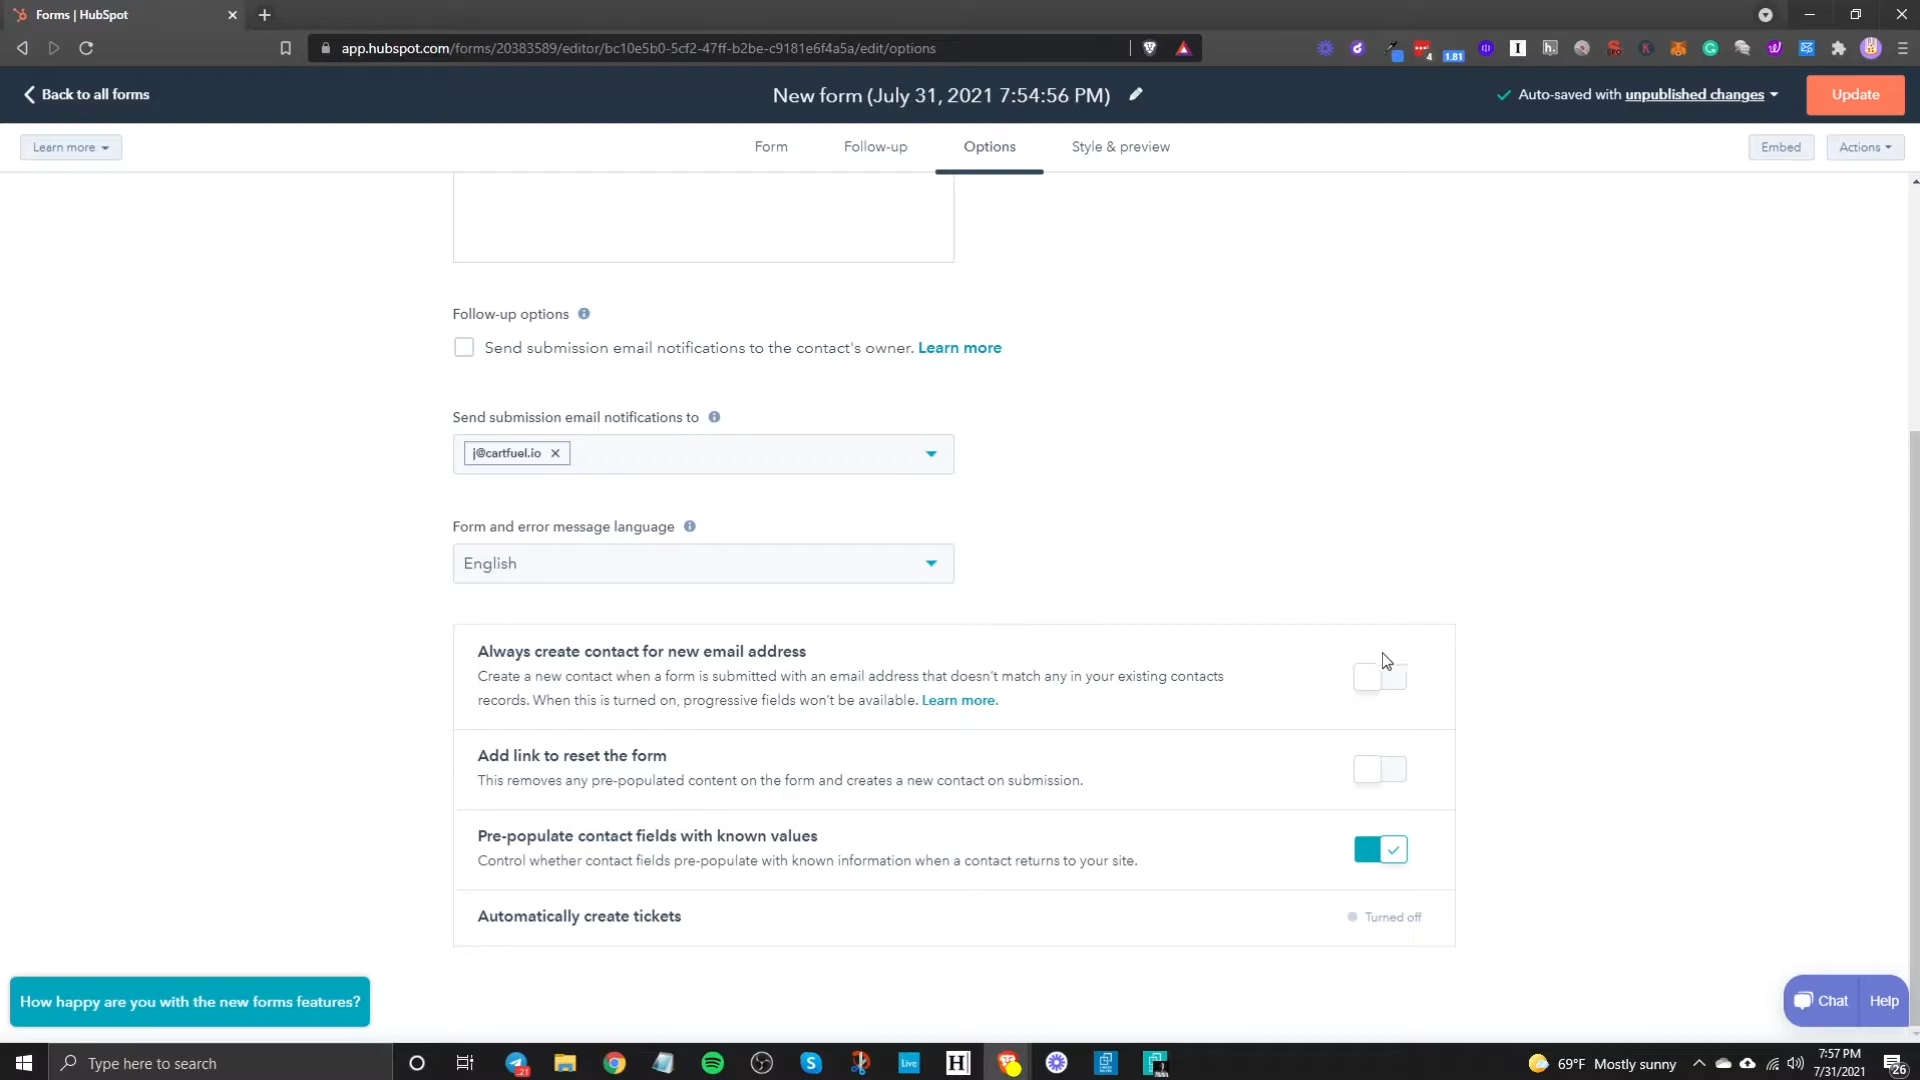 Forms | HubSpot
app.hubspot.com/forms/20383589/editor/bc10e5b0-5cf2-47ff-b2be-c9181e6f4a5a/edit/options
4
1.81
Back to all forms
New form (July 31, 2021 7:54:56 PM)
Auto-saved with unpublished changes
Update
Learn more
Form
Follow-up
Options
Style & preview
Embed
Actions
Follow-up options
Send submission email notifications to the contact's owner. Learn more
Send submission email notifications to
j@cartfuel.io
Form and error message language
English
Always create contact for new email address
Create a new contact when a form is submitted with an email address that doesn't match any in your existing contacts
records. When this is turned on, progressive fields won't be available. Learn more.
Add link to reset the form
This removes any pre-populated content on the form and creates a new contact on submission.
Pre-populate contact fields with known values
Control whether contact fields pre-populate with known information when a contact returns to your site.
Automatically create tickets
Turned off
How happy are you with the new forms features?
Chat
Help
Type here to search
21
Live
H
69°F Mostly sunny
7:57 PM
7/31/2021
26